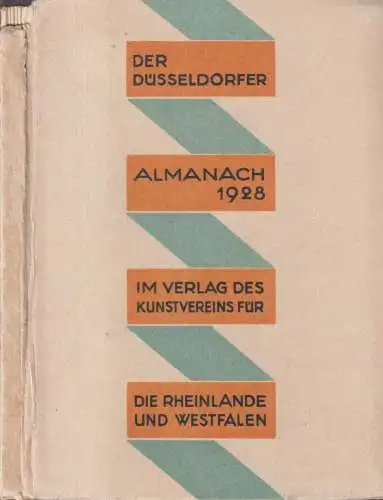 DER
DÜSSELDORFER
ALMANACH
1928
IM VERLAG DES
KUNSTVEREINS FÜR
DIE RHEINLANDE
UND WESTFALEN